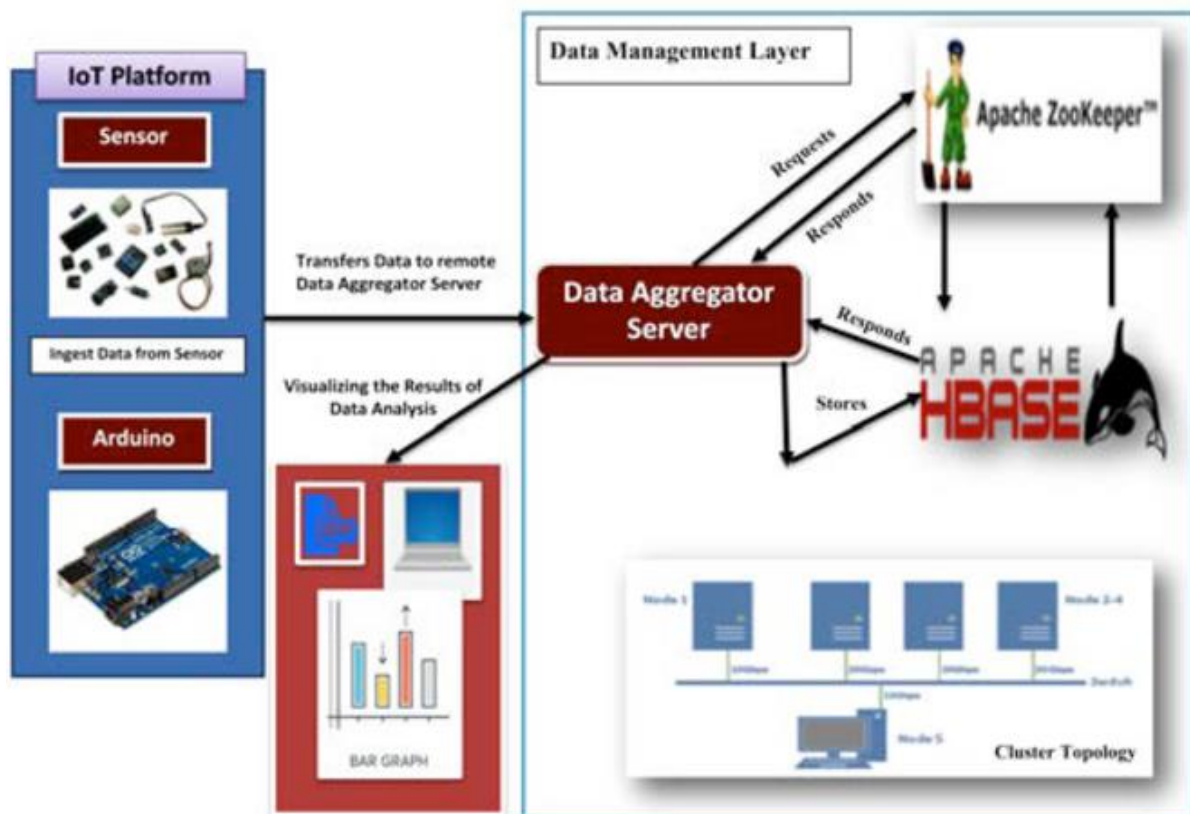 IoT Platform
Sensor
Ingest Data from Sensor
Arduino
Transfers Data to remote
Data Aggregator Server
Visualizing the Results of
Data Analysis
BAR GRAPH
Data Management Layer
Apache ZooKeeper™
Requests
Responds
Data Aggregator
Server
Responds
Stores
APACHE
HBASE
Node 1
Node 2-4
Switch
Node 5
Cluster Topology